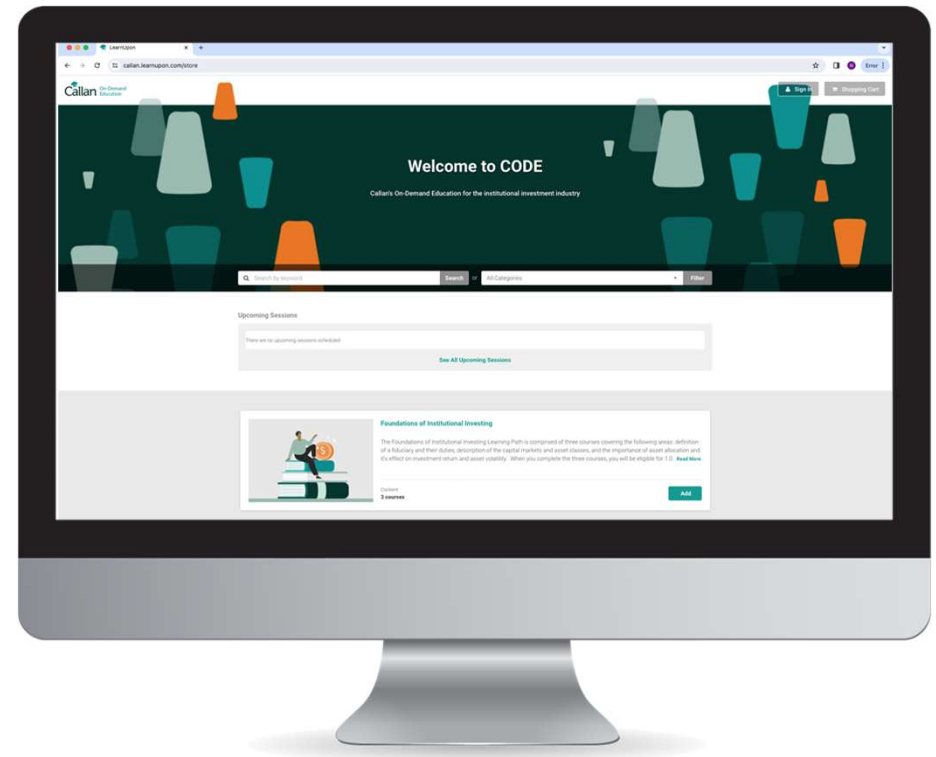 LearnUpon
callan.learnupon.com/store
Error
Callan On-Demand
Education
Sign in
Shopping Cart
Welcome to CODE
Callan's On-Demand Education for the institutional investment industry
Search by keyword
Search
or
All Categories
Filter
Upcoming Sessions
There are no upcoming sessions scheduled
See All Upcoming Sessions
Foundations of Institutional Investing
The Foundations of Institutional Investing Learning Path is comprised of three courses covering the following areas: definition
of a fiduciary and their duties, description of the capital markets and asset classes, and the importance of asset allocation and
it's effect on investment return and asset volatility. When you complete the three courses, you will be eligible for 1.0. Read More
Content
3 courses
Add